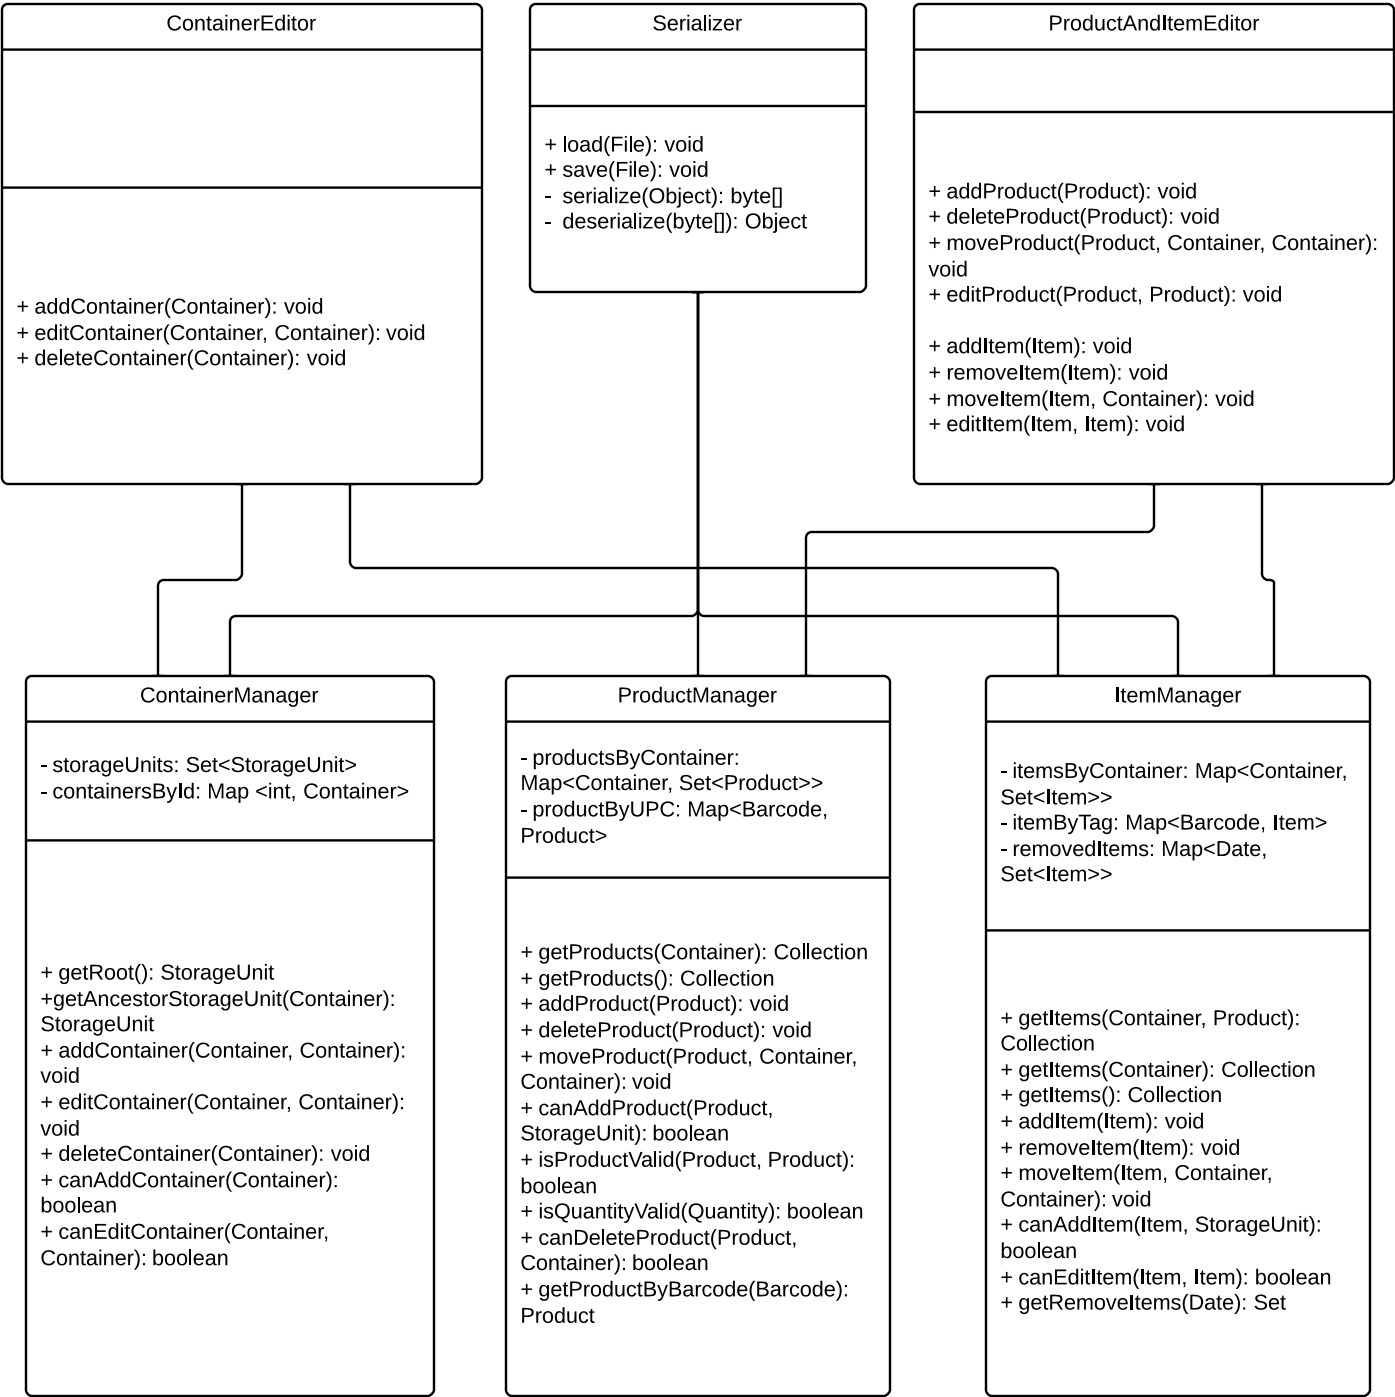 ContainerEditor
+ addContainer(Container): void
+ editContainer(Container, Container): void
+ deleteContainer(Container): void
Serializer
+ load(File): void
+ save(File): void
- serialize(Object): byte[]
- deserialize(byte[]): Object
ProductAndItemEditor
+ addProduct(Product): void
+ deleteProduct(Product): void
+ moveProduct(Product, Container, Container):
void
+ editProduct(Product, Product): void
+ addItem(Item): void
+ removeItem(Item): void
+ moveItem(Item, Container): void
+ editItem(Item, Item): void
ContainerManager
- storageUnits: Set<StorageUnit>
- containersById: Map <int, Container>
+ getRoot(): StorageUnit
+getAncestorStorageUnit(Container):
StorageUnit
+ addContainer(Container, Container):
void
+ editContainer(Container, Container):
void
+ deleteContainer(Container): void
+ canAddContainer(Container):
boolean
+ canEditContainer(Container,
Container): boolean
ProductManager
- productsByContainer:
Map<Container, Set<Product>>
- productByUPC: Map<Barcode,
Product>
+ getProducts(Container): Collection
+ getProducts(): Collection
+ addProduct(Product): void
+ deleteProduct(Product): void
+ moveProduct(Product, Container,
Container): void
+ canAddProduct(Product,
StorageUnit): boolean
+ isProductValid(Product, Product):
boolean
+ isQuantityValid(Quantity): boolean
+ canDeleteProduct(Product,
Container): boolean
+ getProductByBarcode(Barcode):
Product
ItemManager
- itemsByContainer: Map<Container,
Set<Item>>
- itemByTag: Map<Barcode, Item>
- removedItems: Map<Date,
Set<Item>>
+ getItems(Container, Product):
Collection
+ getItems(Container): Collection
+ getItems(): Collection
+ addItem(Item): void
+ removeItem(Item): void
+ moveItem(Item, Container,
Container): void
+ canAddItem(Item, StorageUnit):
boolean
+ canEditItem(Item, Item): boolean
+ getRemoveItems(Date): Set